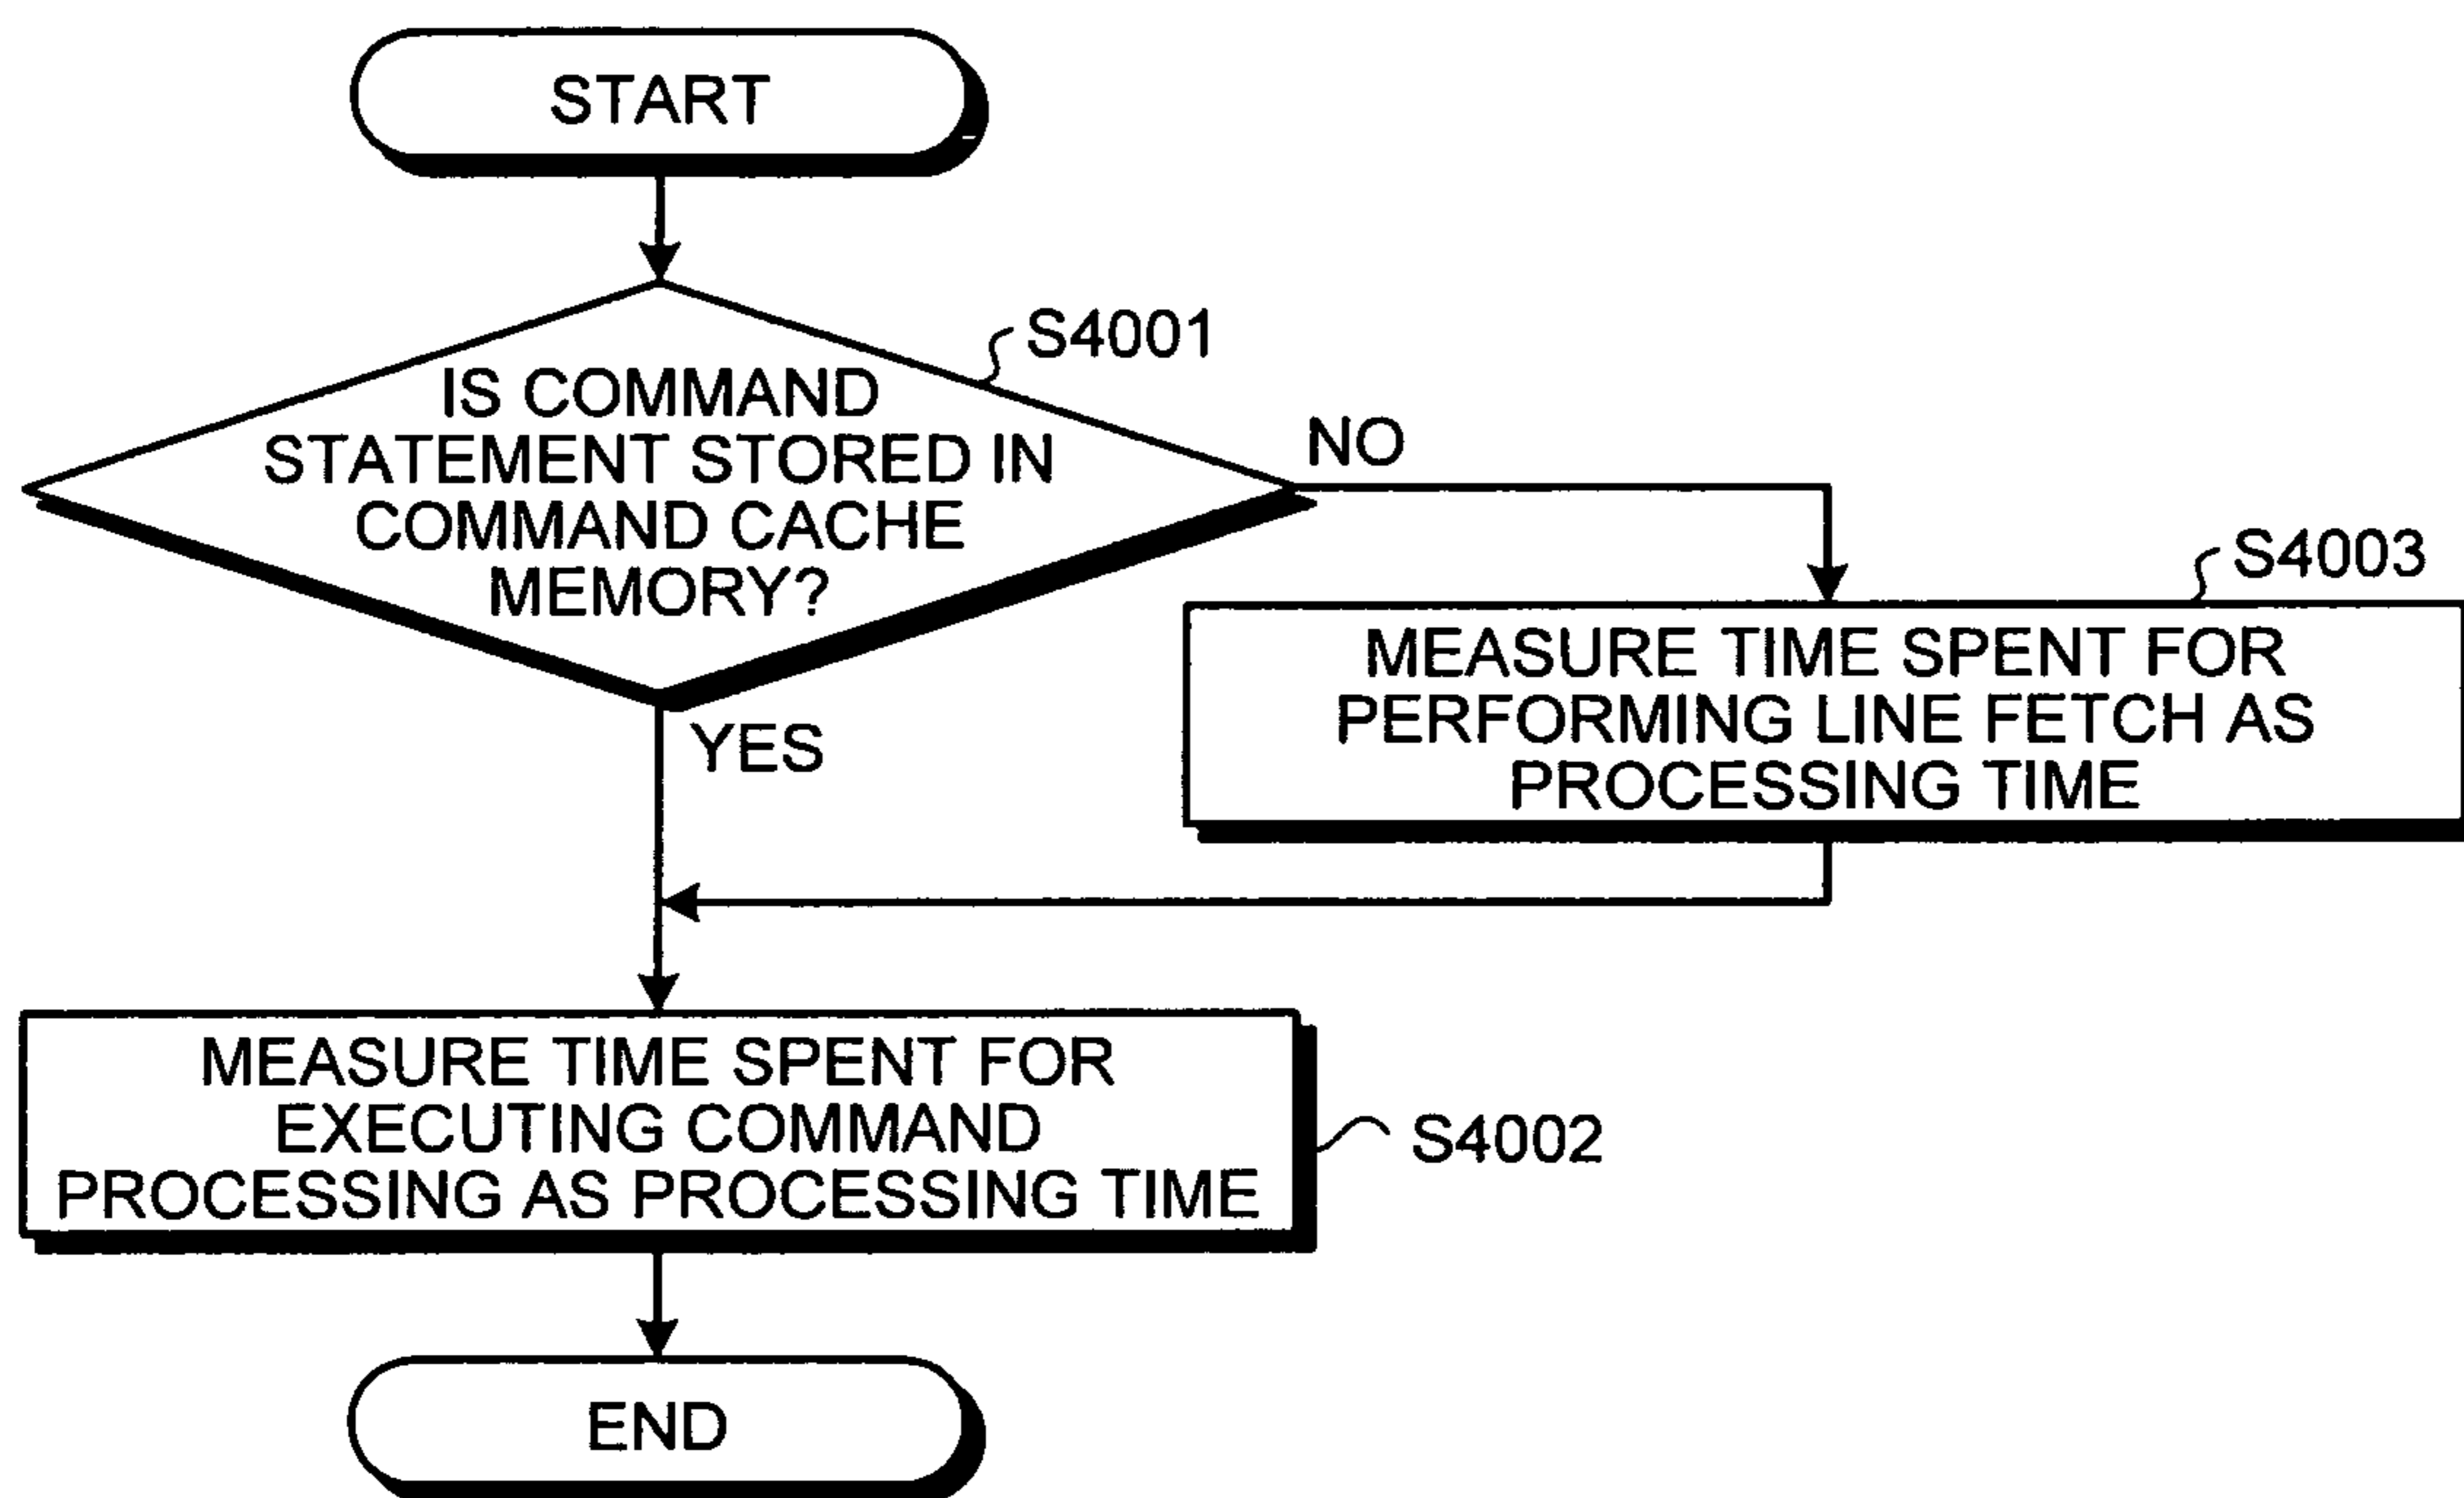 START
S4001
IS COMMAND
STATEMENT STORED IN
COMMAND CACHE
MEMORY?
NO
S4003
MEASURE TIME SPENT FOR
PERFORMING LINE FETCH AS
PROCESSING TIME
YES
MEASURE TIME SPENT FOR
EXECUTING COMMAND
PROCESSING AS PROCESSING TIME
S4002
END